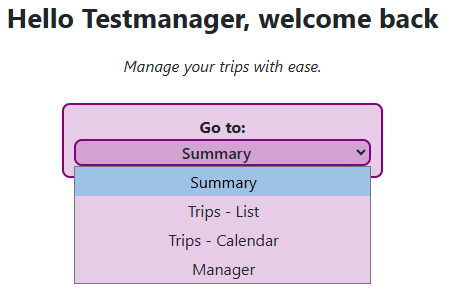 Hello Testmanager, welcome back
Manage your trips with ease.
Go to:
Summary
Summary
Trips - List
Trips - Calendar
Manager